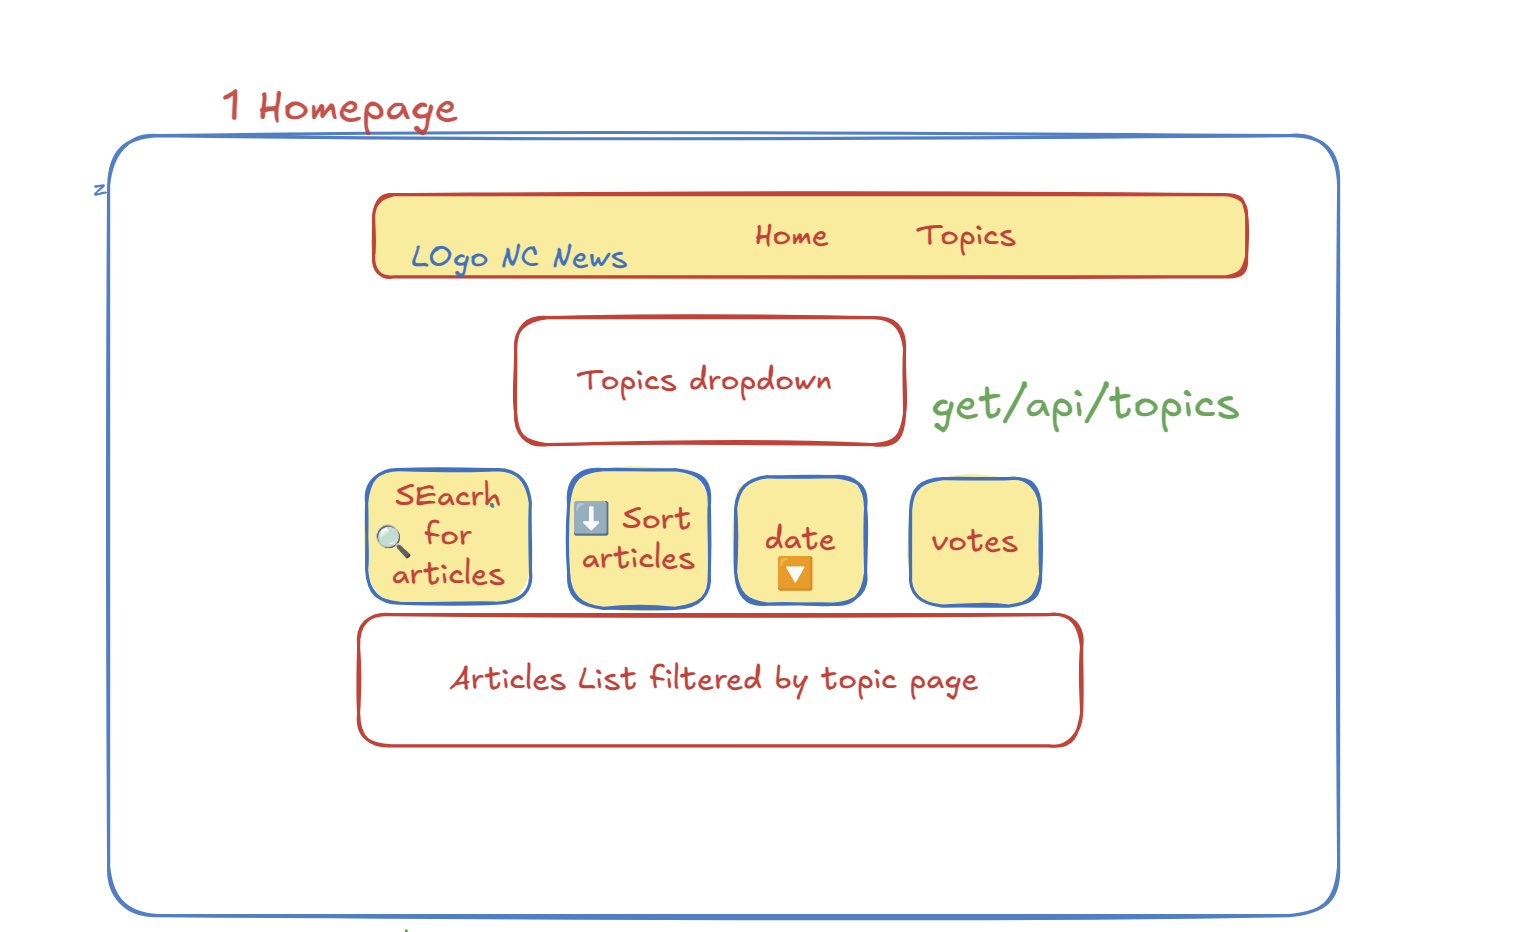 1 Homepage
z
Home
Topics
LOgo NC News
Topics dropdown
get/api/topics
SEacrh
for
articles
Sort
articles
date
votes
Articles List filtered by topic page